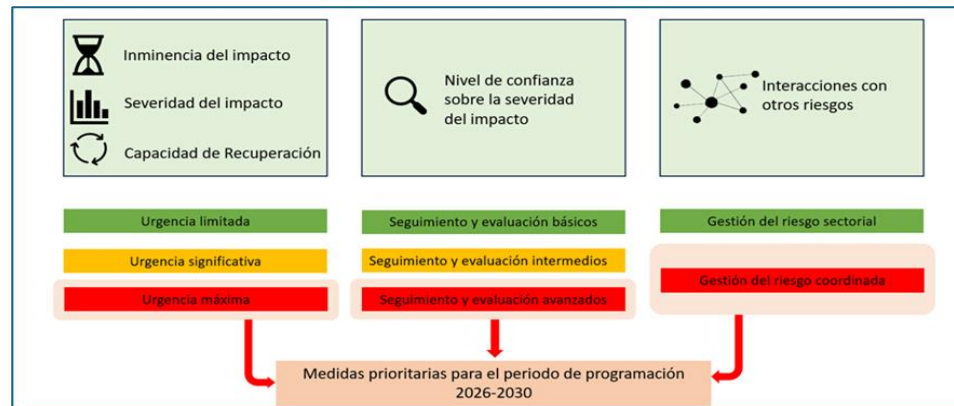 Inminencia del impacto
Severidad del impacto
Capacidad de Recuperación
Nivel de confianza
sobre la severidad
del impacto
Interacciones con
otros riesgos
Urgencia limitada
Seguimiento y evaluación básicos
Gestión del riesgo sectorial
Urgencia significativa
Seguimiento y evaluación intermedios
Urgencia máxima
Seguimiento y evaluación avanzados
Gestión del riesgo coordinada
Medidas prioritarias para el periodo de programación
2026-2030